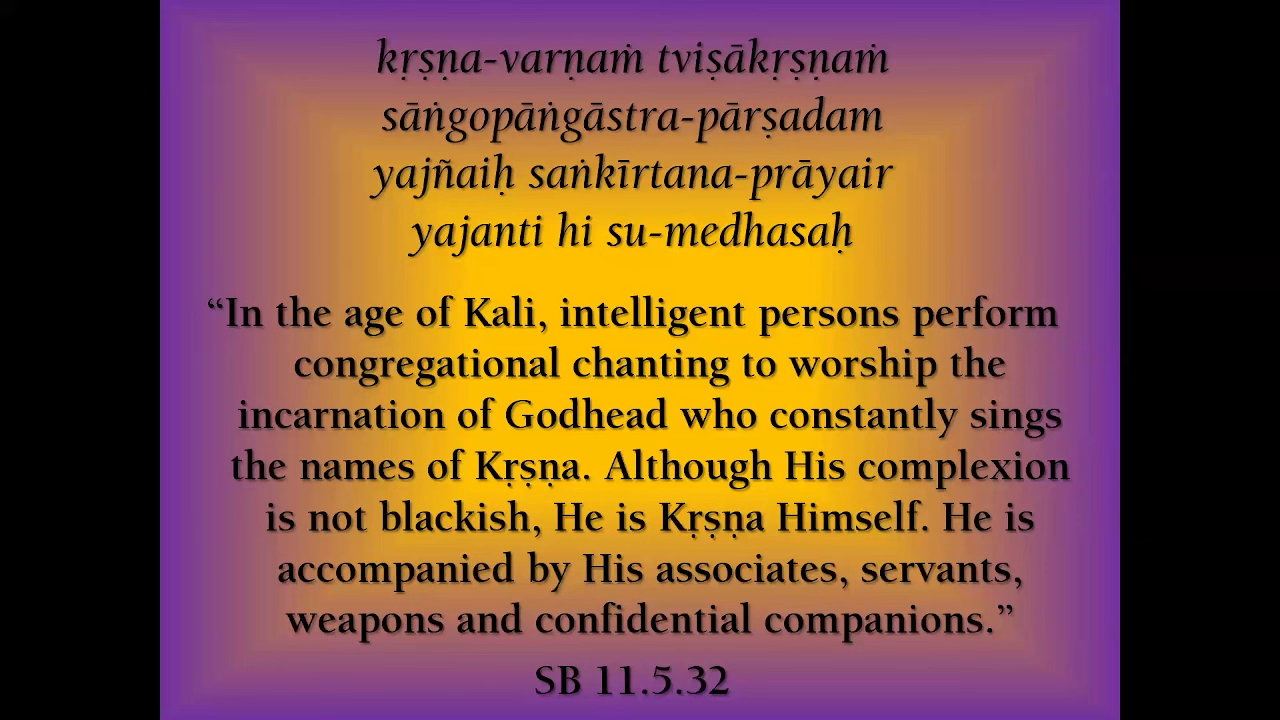 kṛṣṇa-varṇaṁ tviṣākṛṣṇaṁ
sāṅgopāṅgāstra-pārṣadam
yajñaiḥ saṅkīrtana-prāyair
yajanti hi su-medhasaḥ
“In the age of Kali, intelligent persons perform
congregational chanting to worship the
incarnation of Godhead who constantly sings
the names of Kṛṣṇa. Although His complexion
is not blackish, He is Kṛṣṇa Himself. He is
accompanied by His associates, servants,
weapons and confidential companions.”
SB 11.5.32